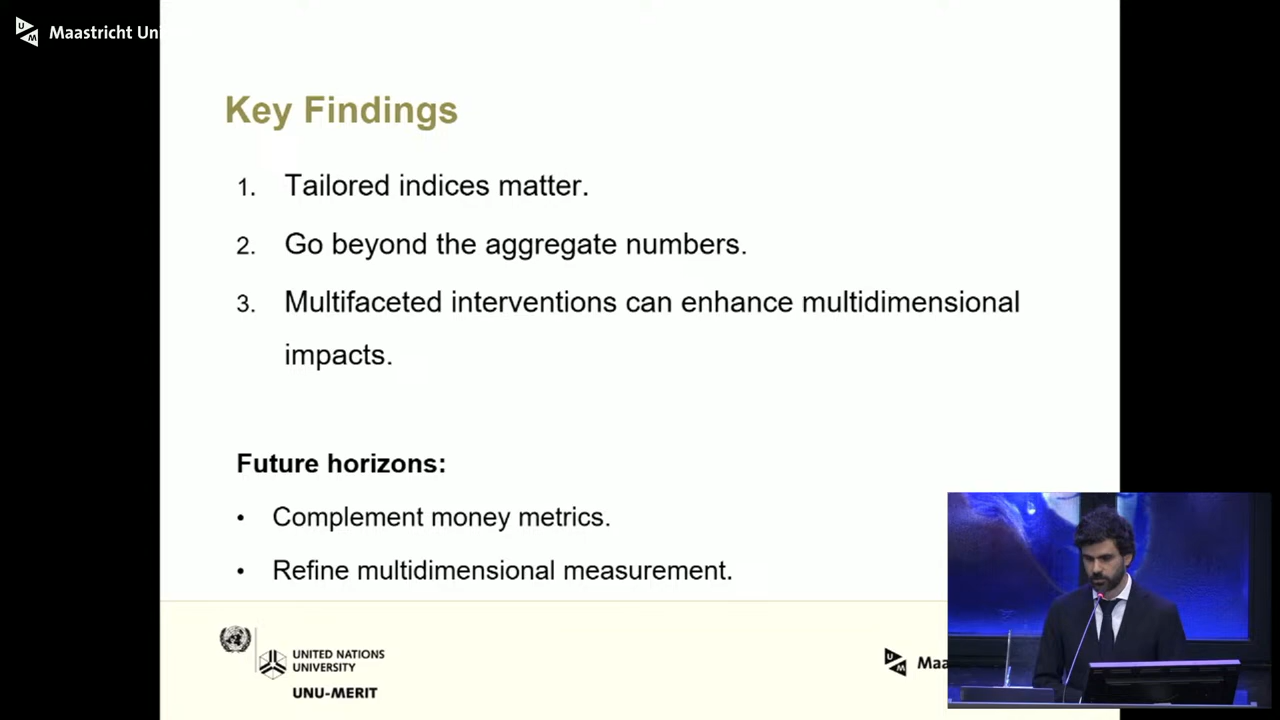 Maastricht Uni
Key Findings
1. Tailored indices matter.
2. Go beyond the aggregate numbers.
3. Multifaceted interventions can enhance multidimensional
impacts.
Future horizons:
• Complement money metrics.
• Refine multidimensional measurement.
UNITED NATIONS
UNIVERSITY
UNU-MERIT
Maa